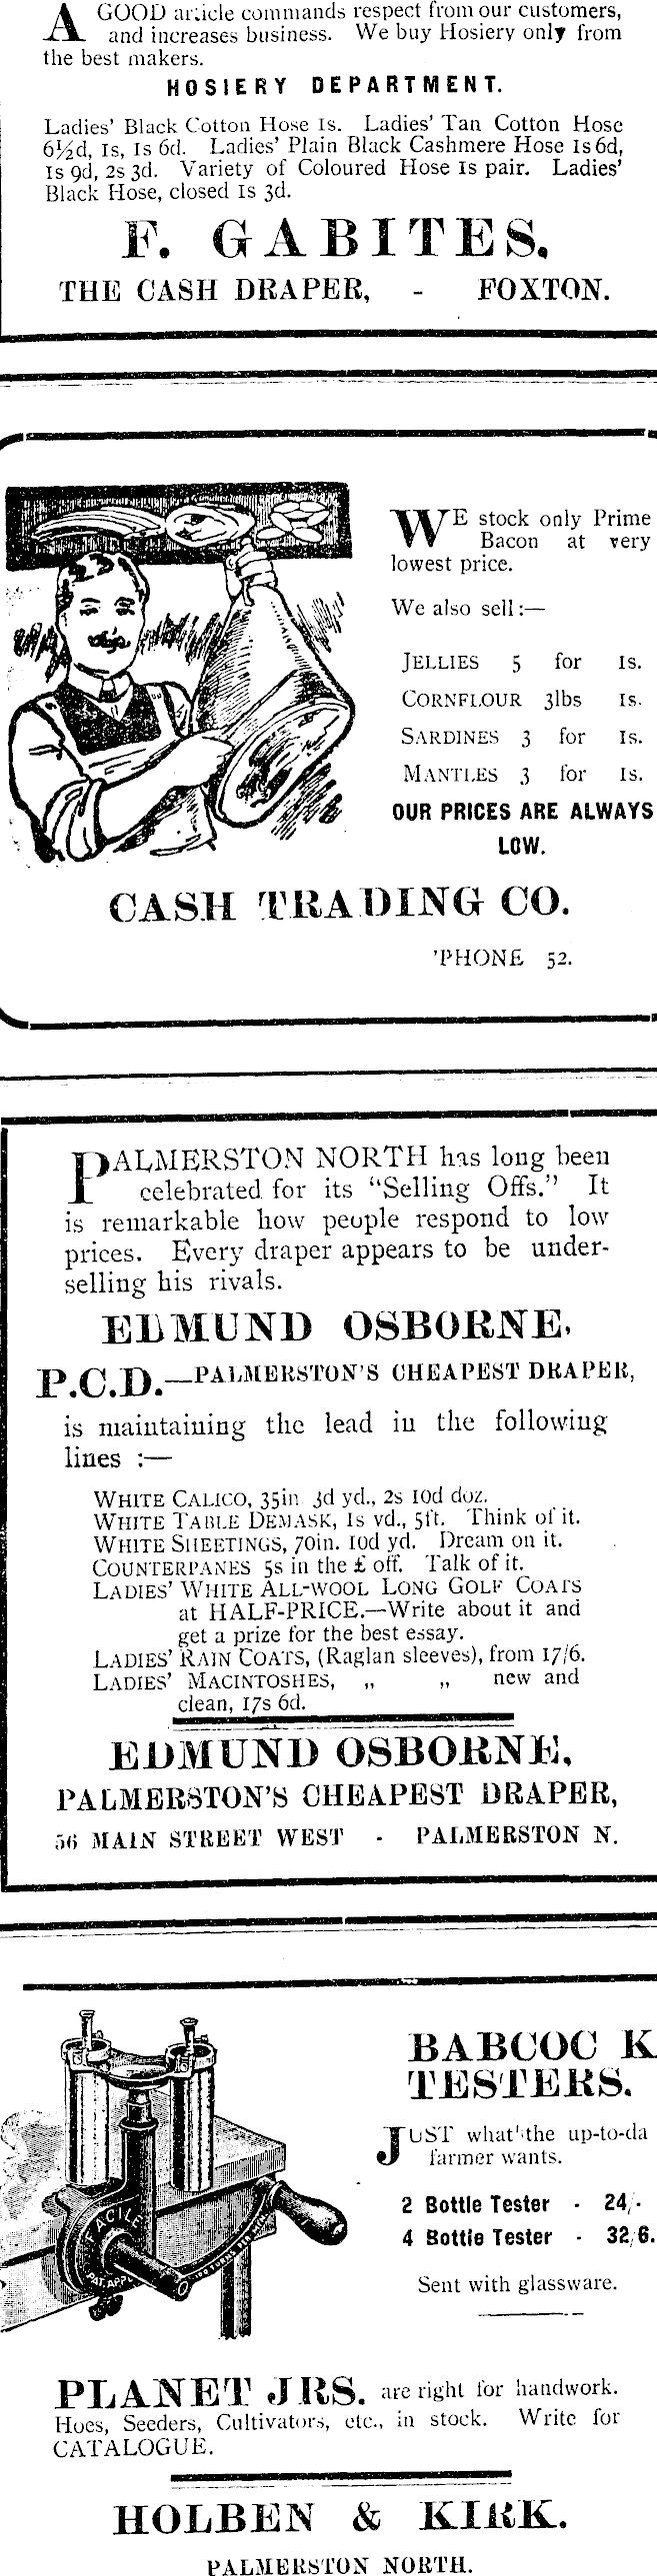 A GOOD article commands respect from our customers,
and increases business. We buy Hosiery only from
the best makers.
HOSIERY DEPARTMENT.
Ladies' Black Cotton Hose 1s. Ladies' Tan Cotton Hose
6½d, 1s, 1s 6d. Ladies' Plain Black Cashmere Hose 1s 6d,
1s 9d, 2s 3d. Variety of Coloured Hose 1s pair. Ladies'
Black Hose, closed 1s 3d.
F. GABITES,
THE CASH DRAPER, - FOXTON.
WE stock only Prime
Bacon at very
lowest price.
We also sell:—
JELLIES 5 for 1s.
CORNFLOUR 3lbs 1s.
SARDINES 3 for 1s.
MANTLES 3 for 1s.
OUR PRICES ARE ALWAYS
LOW.
CASH TRADING CO.
'PHONE 52.
PALMERSTON NORTH has long been
celebrated for its "Selling Offs." It
is remarkable how people respond to low
prices. Every draper appears to be under-
selling his rivals.
EDMUND OSBORNE,
P.C.D.—PALMERSTON'S CHEAPEST DRAPER,
is maintaining the lead in the following
lines :—
WHITE CALICO, 35in 3d yd., 2s 10d doz.
WHITE TABLE DEMASK, 1s yd., 5ft. Think of it.
WHITE SHEETINGS, 70in. 10d yd. Dream on it.
COUNTERPANES 5s in the £ off. Talk of it.
LADIES' WHITE ALL-WOOL LONG GOLF COATS
at HALF-PRICE.—Write about it and
get a prize for the best essay.
LADIES' RAIN COATS, (Raglan sleeves), from 17/6.
LADIES' MACINTOSHES, „ „ new and
clean, 17s 6d.
EDMUND OSBORNE,
PALMERSTON'S CHEAPEST DRAPER,
56 MAIN STREET WEST - PALMERSTON N.
BABCOCK
TESTERS.
JUST what the up-to-da
farmer wants.
2 Bottle Tester - 24/-
4 Bottle Tester - 32/6.
Sent with glassware.
FACILE
PLANET JRS. are right for handwork.
Hoes, Seeders, Cultivators, etc., in stock. Write for
CATALOGUE.
HOLBEN & KIRK.
PALMERSTON NORTH.